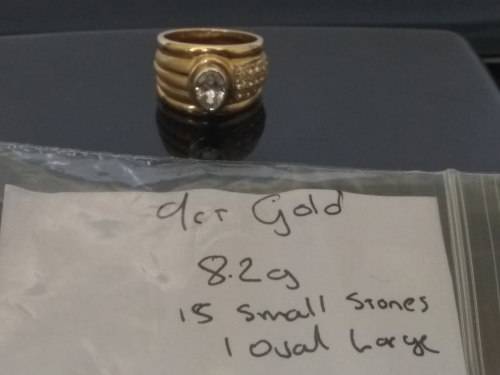 9ct Gold
8.2g
15 Small Stones
1 Oval Large